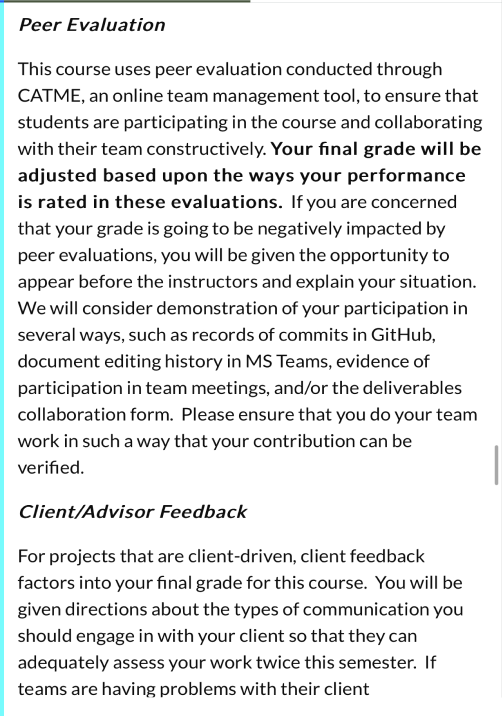 Peer Evaluation
This course uses peer evaluation conducted through
CATME, an online team management tool, to ensure that
students are participating in the course and collaborating
with their team constructively. Your final grade will be
adjusted based upon the ways your performance
is rated in these evaluations.  If you are concerned
that your grade is going to be negatively impacted by
peer evaluations, you will be given the opportunity to
appear before the instructors and explain your situation.
We will consider demonstration of your participation in
several ways, such as records of commits in GitHub,
document editing history in MS Teams, evidence of
participation in team meetings, and/or the deliverables
collaboration form.  Please ensure that you do your team
work in such a way that your contribution can be
verified.
Client/Advisor Feedback
For projects that are client-driven, client feedback
factors into your final grade for this course.  You will be
given directions about the types of communication you
should engage in with your client so that they can
adequately assess your work twice this semester.  If
teams are having problems with their client